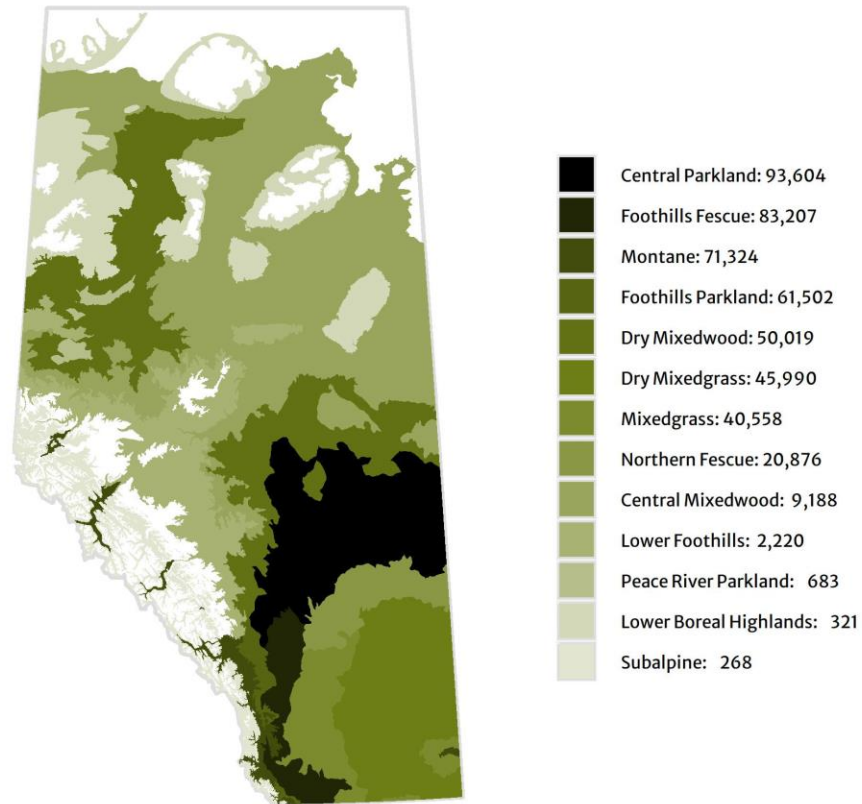 Central Parkland: 93,604
Foothills Fescue: 83,207
Montane: 71,324
Foothills Parkland: 61,502
Dry Mixedwood: 50,019
Dry Mixedgrass: 45,990
Mixedgrass: 40,558
Northern Fescue: 20,876
Central Mixedwood: 9,188
Lower Foothills: 2,220
Peace River Parkland: 683
Lower Boreal Highlands: 321
Subalpine: 268